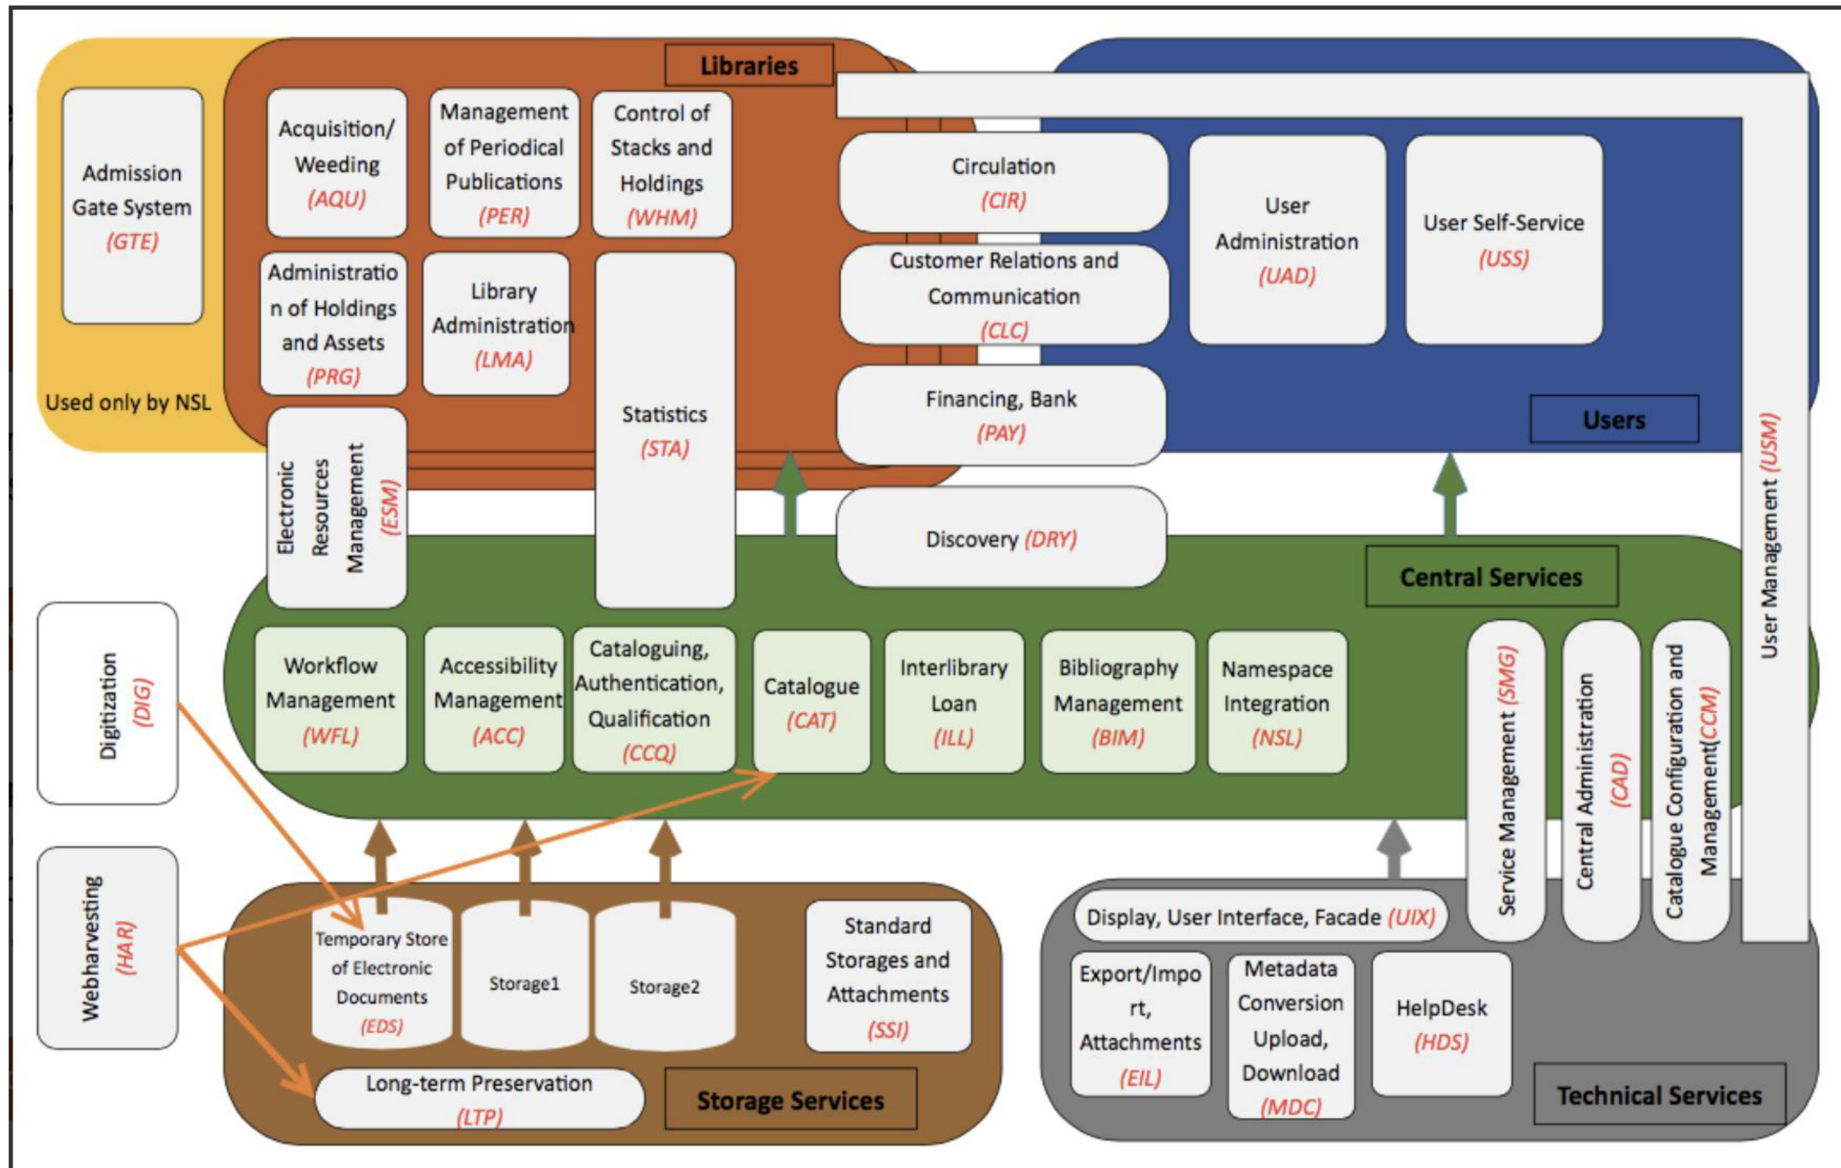 Libraries
Acquisition/
Weeding
(AQU)
Management
of Periodical
Publications
(PER)
Control of
Stacks and
Holdings
(WHM)
Admission
Gate System
(GTE)
Used only by NSL
Administratio
n of Holdings
and Assets
(PRG)
Library
Administration
(LMA)
Statistics
(STA)
Electronic
Resources
Management
(ESM)
Circulation
(CIR)
Customer Relations and
Communication
(CLC)
Financing, Bank
(PAY)
Discovery (DRY)
User
Administration
(UAD)
User Self-Service
(USS)
Users
User Management (USM)
Central Services
Digitization
(DIG)
Workflow
Management
(WFL)
Accessibility
Management
(ACC)
Cataloguing,
Authentication,
Qualification
(CCQ)
Catalogue
(CAT)
Interlibrary
Loan
(ILL)
Bibliography
Management
(BIM)
Namespace
Integration
(NSL)
Service Management (SMG)
Central Administration
(CAD)
Catalogue Configuration and
Management(CCM)
Webharvesting
(HAR)
Temporary Store
of Electronic
Documents
(EDS)
Storage1
Storage2
Standard
Storages and
Attachments
(SSI)
Long-term Preservation
(LTP)
Storage Services
Display, User Interface, Facade (UIX)
Export/Impo
rt,
Attachments
(EIL)
Metadata
Conversion
Upload,
Download
(MDC)
HelpDesk
(HDS)
Technical Services